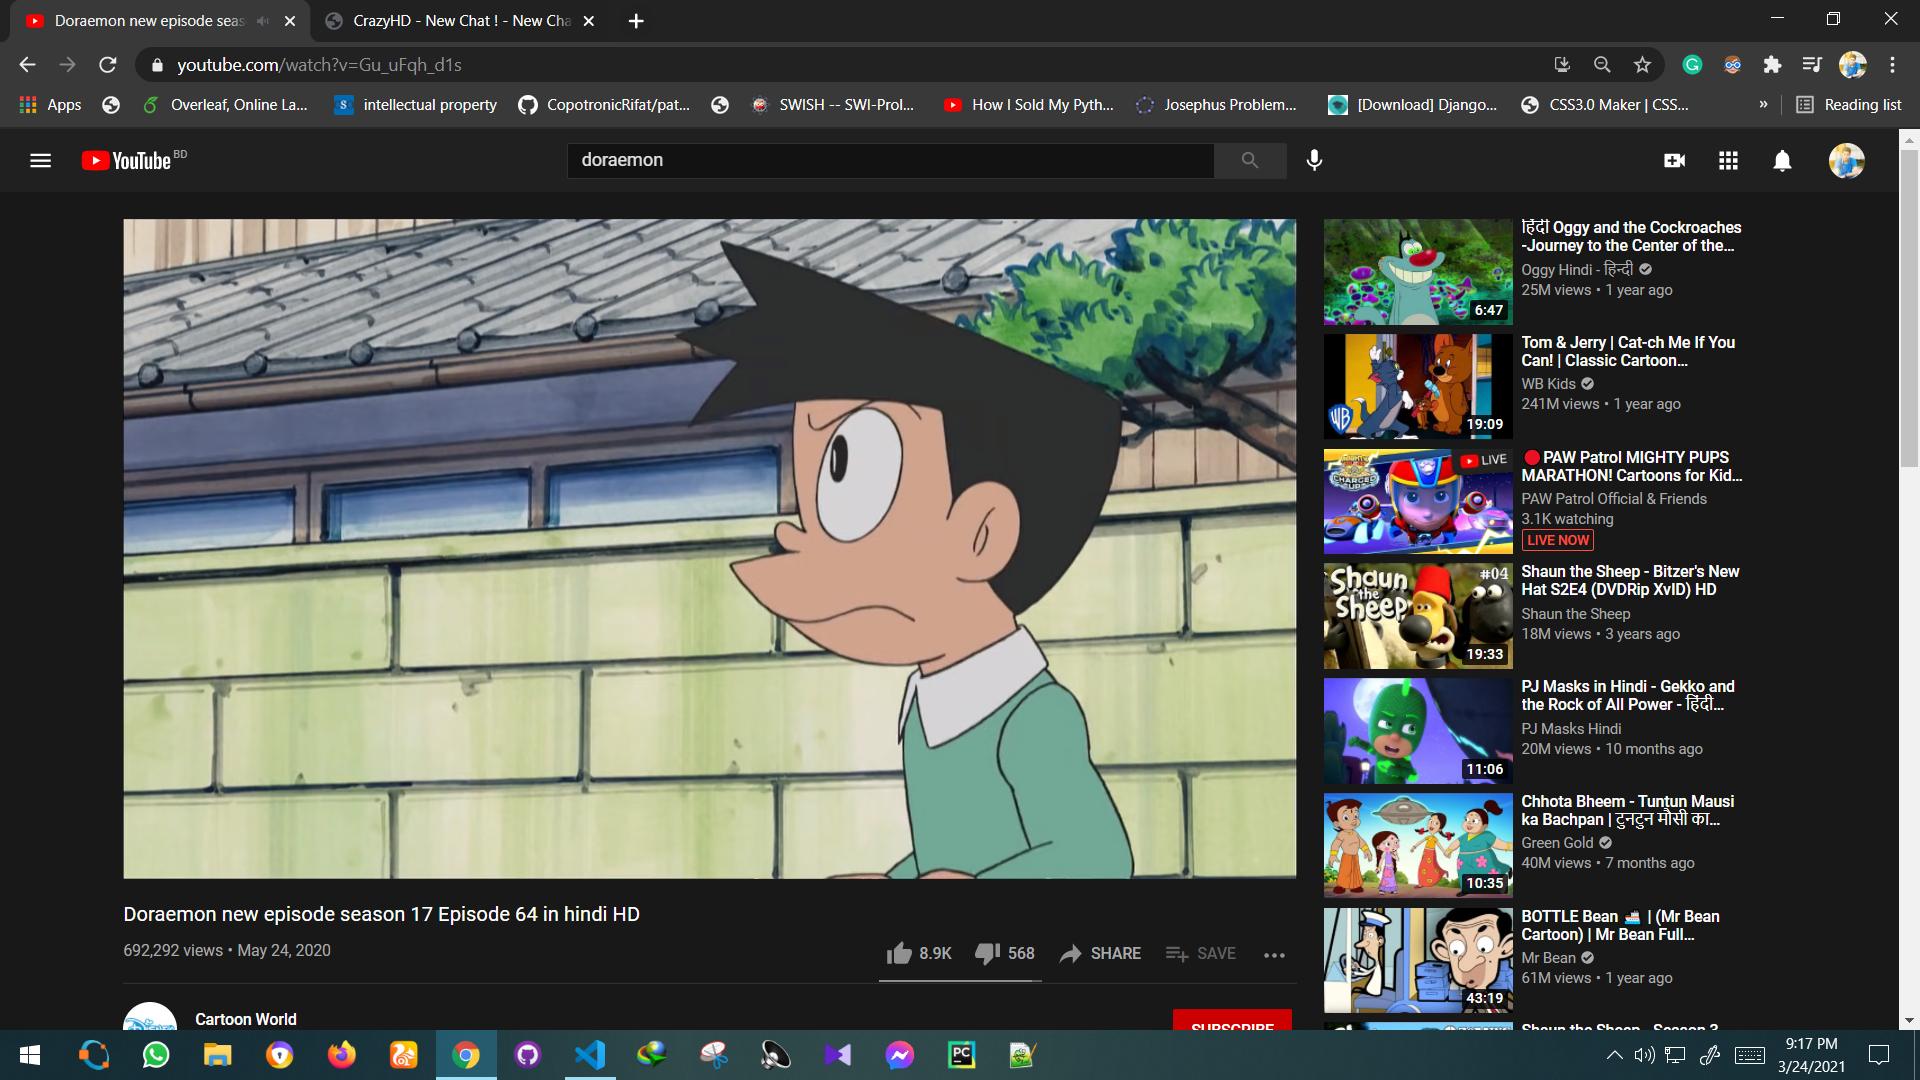 Doraemon new episode seas
CrazyHD - New Chat ! - New Cha
youtube.com/watch?v=Gu_uFqh_d1s
Apps
Overleaf, Online La...
intellectual property
CopotronicRifat/pat...
SWISH -- SWI-Prol...
How I Sold My Pyth...
Josephus Problem...
[Download] Django...
CSS3.0 Maker | CSS...
»
Reading list
YouTube BD
doraemon
हिंदी Oggy and the Cockroaches
-Journey to the Center of the...
Oggy Hindi - हिन्दी
25M views • 1 year ago
6:47
Tom & Jerry | Cat-ch Me If You
Can! | Classic Cartoon...
WB Kids
241M views • 1 year ago
WB
19:09
LIVE
MIGHTY PUPS
CHARGED UP
PAW Patrol MIGHTY PUPS
MARATHON! Cartoons for Kid...
PAW Patrol Official & Friends
3.1K watching
LIVE NOW
Shaun the Sheep
#04
19:33
Shaun the Sheep - Bitzer's New
Hat S2E4 (DVDRip XvID) HD
Shaun the Sheep
18M views • 3 years ago
PJ Masks in Hindi - Gekko and
the Rock of All Power - हिंदी...
PJ Masks Hindi
20M views • 10 months ago
11:06
Chhota Bheem - Tuntun Mausi
ka Bachpan | टुनटुन मौसी का...
Green Gold
40M views • 7 months ago
10:35
BOTTLE Bean | (Mr Bean
Cartoon) | Mr Bean Full...
Mr Bean
61M views • 1 year ago
43:19
Shaun the Sheep - Season 3
Doraemon new episode season 17 Episode 64 in hindi HD
692,292 views • May 24, 2020
8.9K
568
SHARE
SAVE
Cartoon World
SUBSCRIBE
PC
9:17 PM
3/24/2021